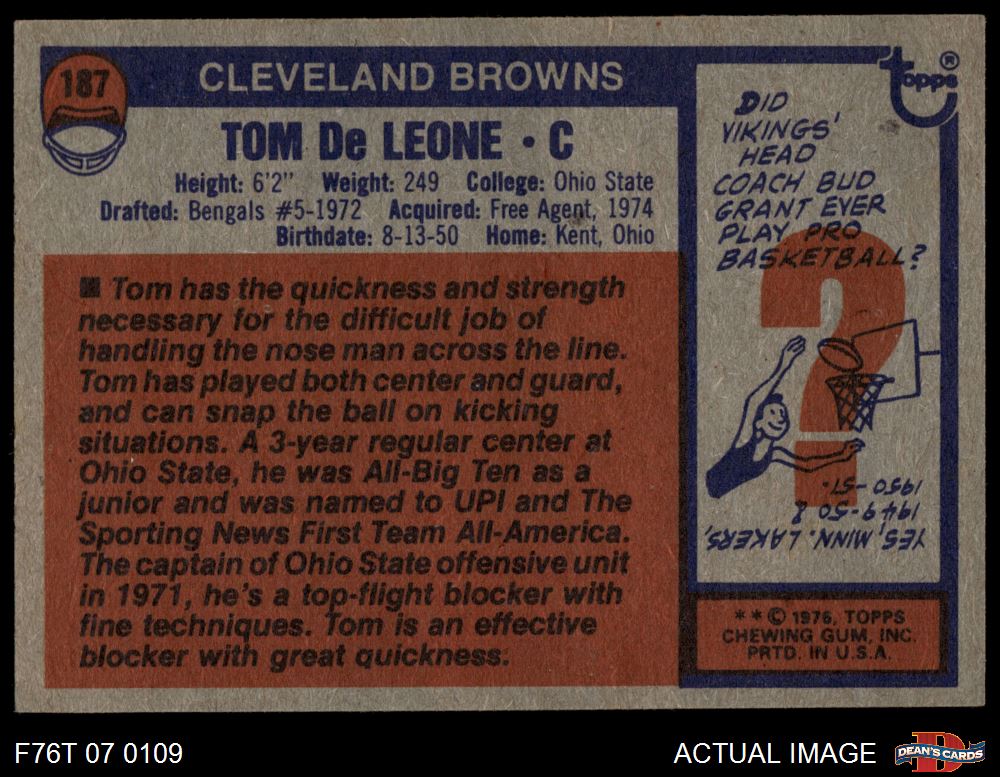 187
CLEVELAND BROWNS
TOM De LEONE • C
Height: 6'2" Weight: 249 College: Ohio State
Drafted: Bengals #5-1972 Acquired: Free Agent, 1974
Birthdate: 8-13-50 Home: Kent, Ohio
■ Tom has the quickness and strength
necessary for the difficult job of
handling the nose man across the line.
Tom has played both center and guard,
and can snap the ball on kicking
situations. A 3-year regular center at
Ohio State, he was All-Big Ten as a
junior and was named to UPI and The
Sporting News First Team All-America.
The captain of Ohio State offensive unit
in 1971, he's a top-flight blocker with
fine techniques. Tom is an effective
blocker with great quickness.
topps®
DID
VIKINGS'
HEAD
COACH BUD
GRANT EVER
PLAY PRO
BASKETBALL?
?
YES, MINN. LAKERS,
1949-50 &
1950-51.
**© 1976, TOPPS
CHEWING GUM, INC.
PRTD. IN U.S.A.
F76T 07 0109
ACTUAL IMAGE
D
DEAN'S CARDS